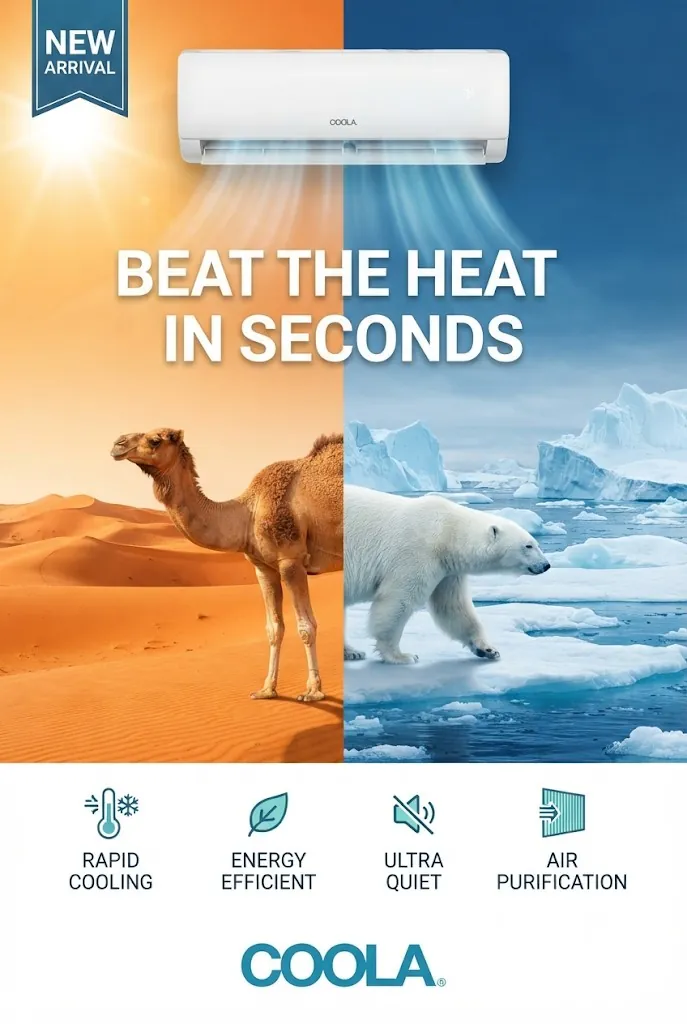 NEW
ARRIVAL
COOLA
BEAT THE HEAT
IN SECONDS
RAPID
COOLING
ENERGY
EFFICIENT
ULTRA
QUIET
AIR
PURIFICATION
COOLA®